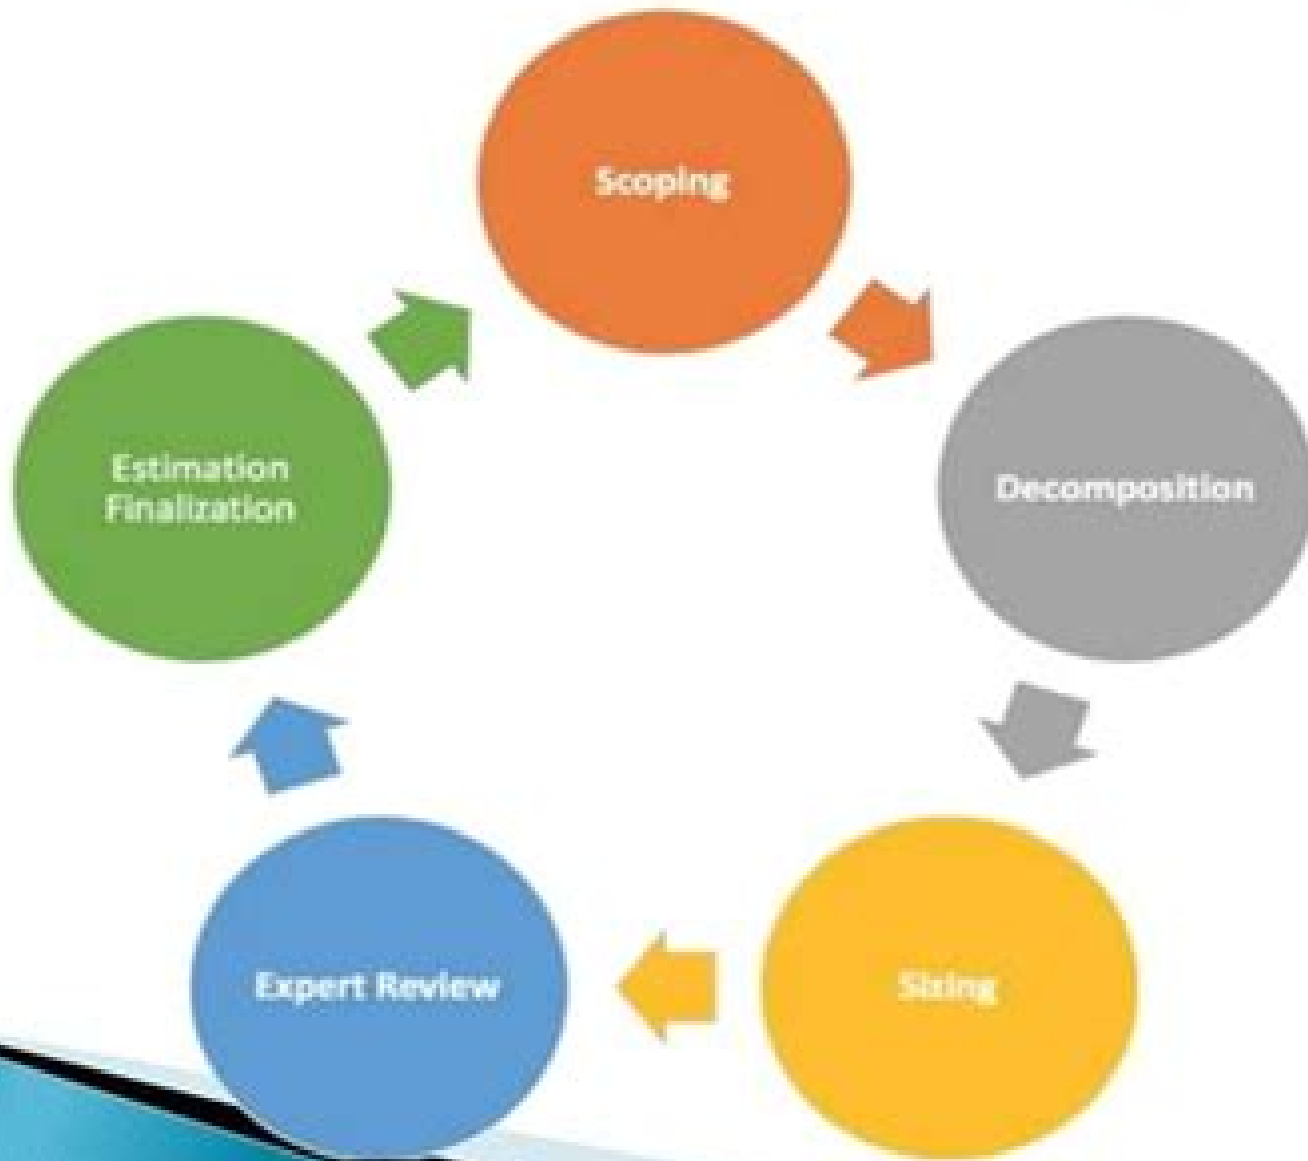 Scoping
Decomposition
Sizing
Expert Review
Estimation
Finalization